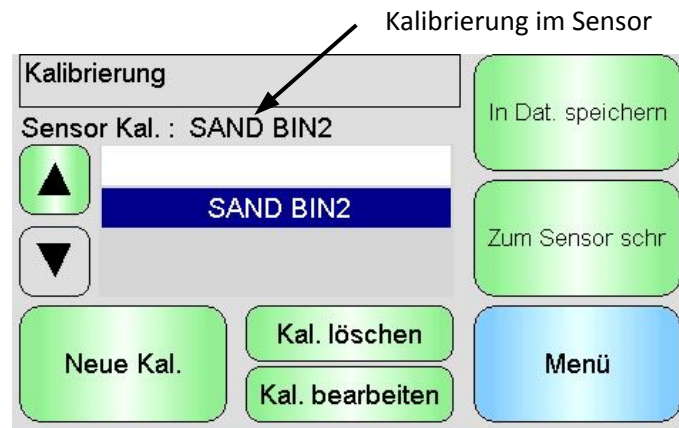 Kalibrierung im Sensor
Kalibrierung
In Dat. speichern
Sensor Kal. : SAND BIN2
SAND BIN2
Zum Sensor schr
Neue Kal.
Kal. löschen
Kal. bearbeiten
Menü